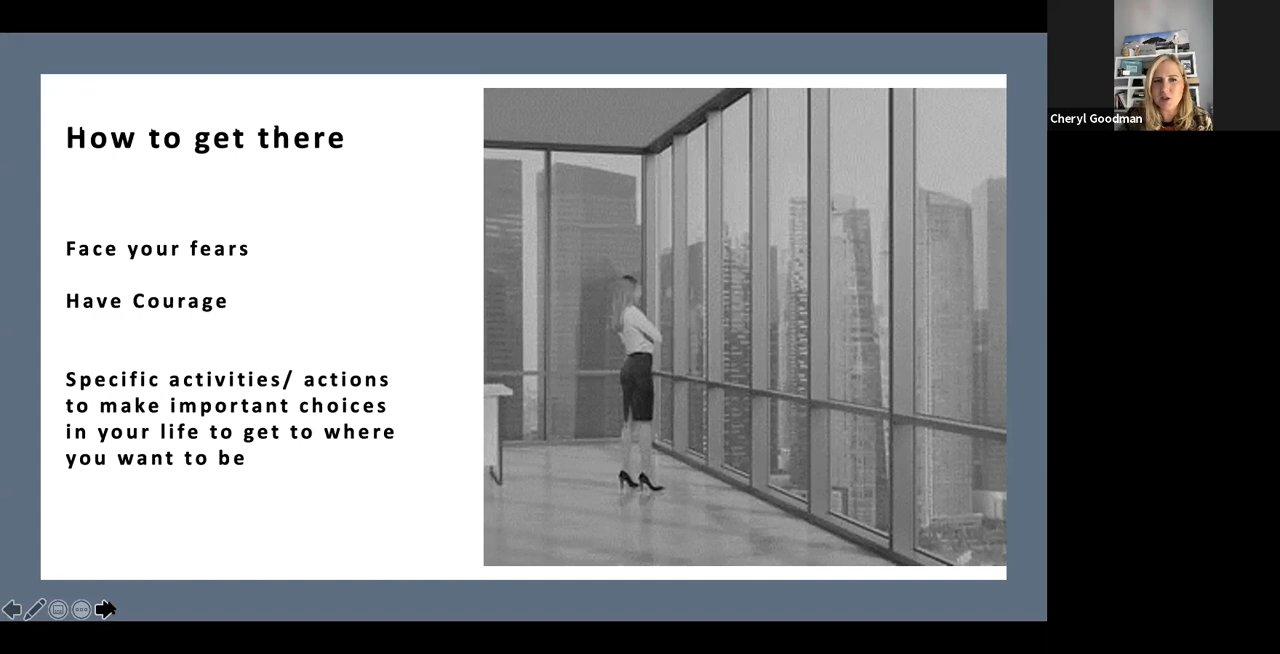 How to get there
Face your fears
Have Courage
Specific activities/ actions
to make important choices
in your life to get to where
you want to be
Cheryl Goodman